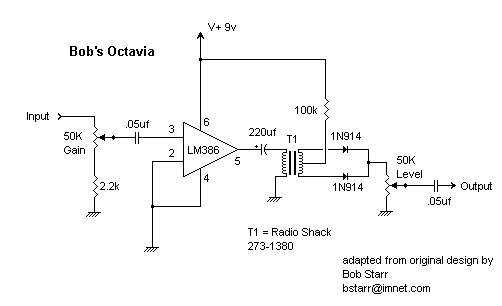 V+ 9v
Bob's Octavia
100k
Input
.05uf
6
220uf
T1
1N914
50K
Gain
3
LM386
2
5
50K
Level
4
1N914
Output
2.2k
.05uf
T1 = Radio Shack
273-1380
adapted from original design by
Bob Starr
bstarr@imnet.com